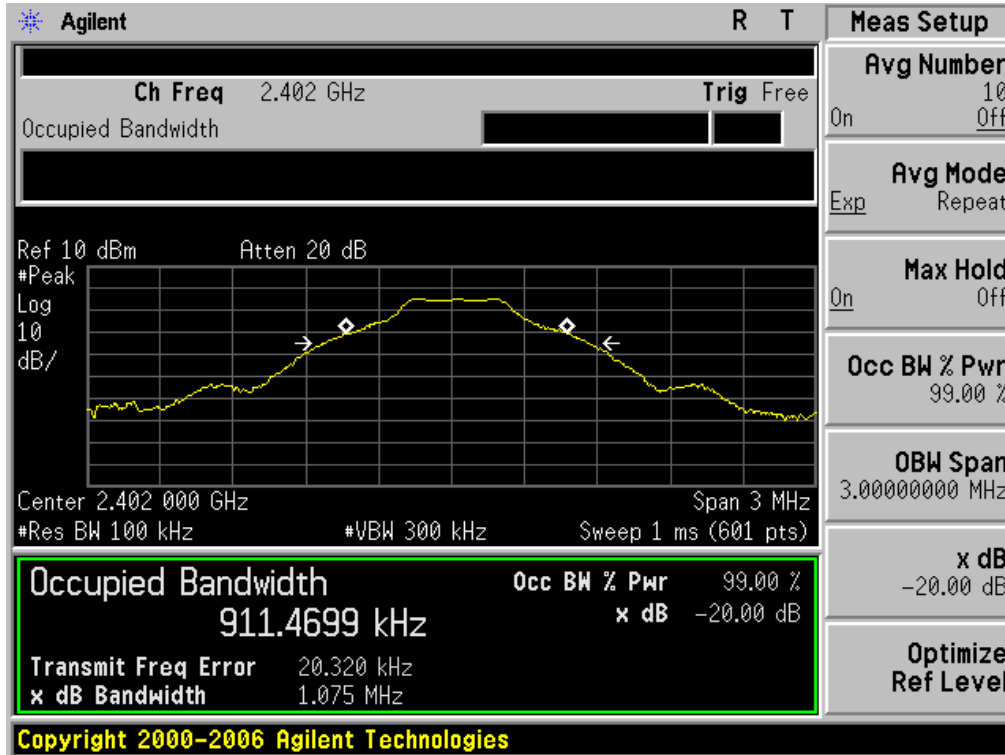 Agilent R T
Ch Freq 2.402 GHz Trig Free
Occupied Bandwidth
Ref 10 dBm Atten 20 dB
#Peak
Log
10
dB/
Center 2.402 000 GHz Span 3 MHz
#Res BW 100 kHz #VBW 300 kHz Sweep 1 ms (601 pts)
Occupied Bandwidth
911.4699 kHz
Occ BW % Pwr 99.00 %
x dB -20.00 dB
Transmit Freq Error 20.320 kHz
x dB Bandwidth 1.075 MHz
Copyright 2000-2006 Agilent Technologies
Meas Setup
Avg Number
10
On Off
Avg Mode
Exp Repeat
Max Hold
On Off
Occ BW % Pwr
99.00 %
OBW Span
3.00000000 MHz
x dB
-20.00 dB
Optimize
Ref Level